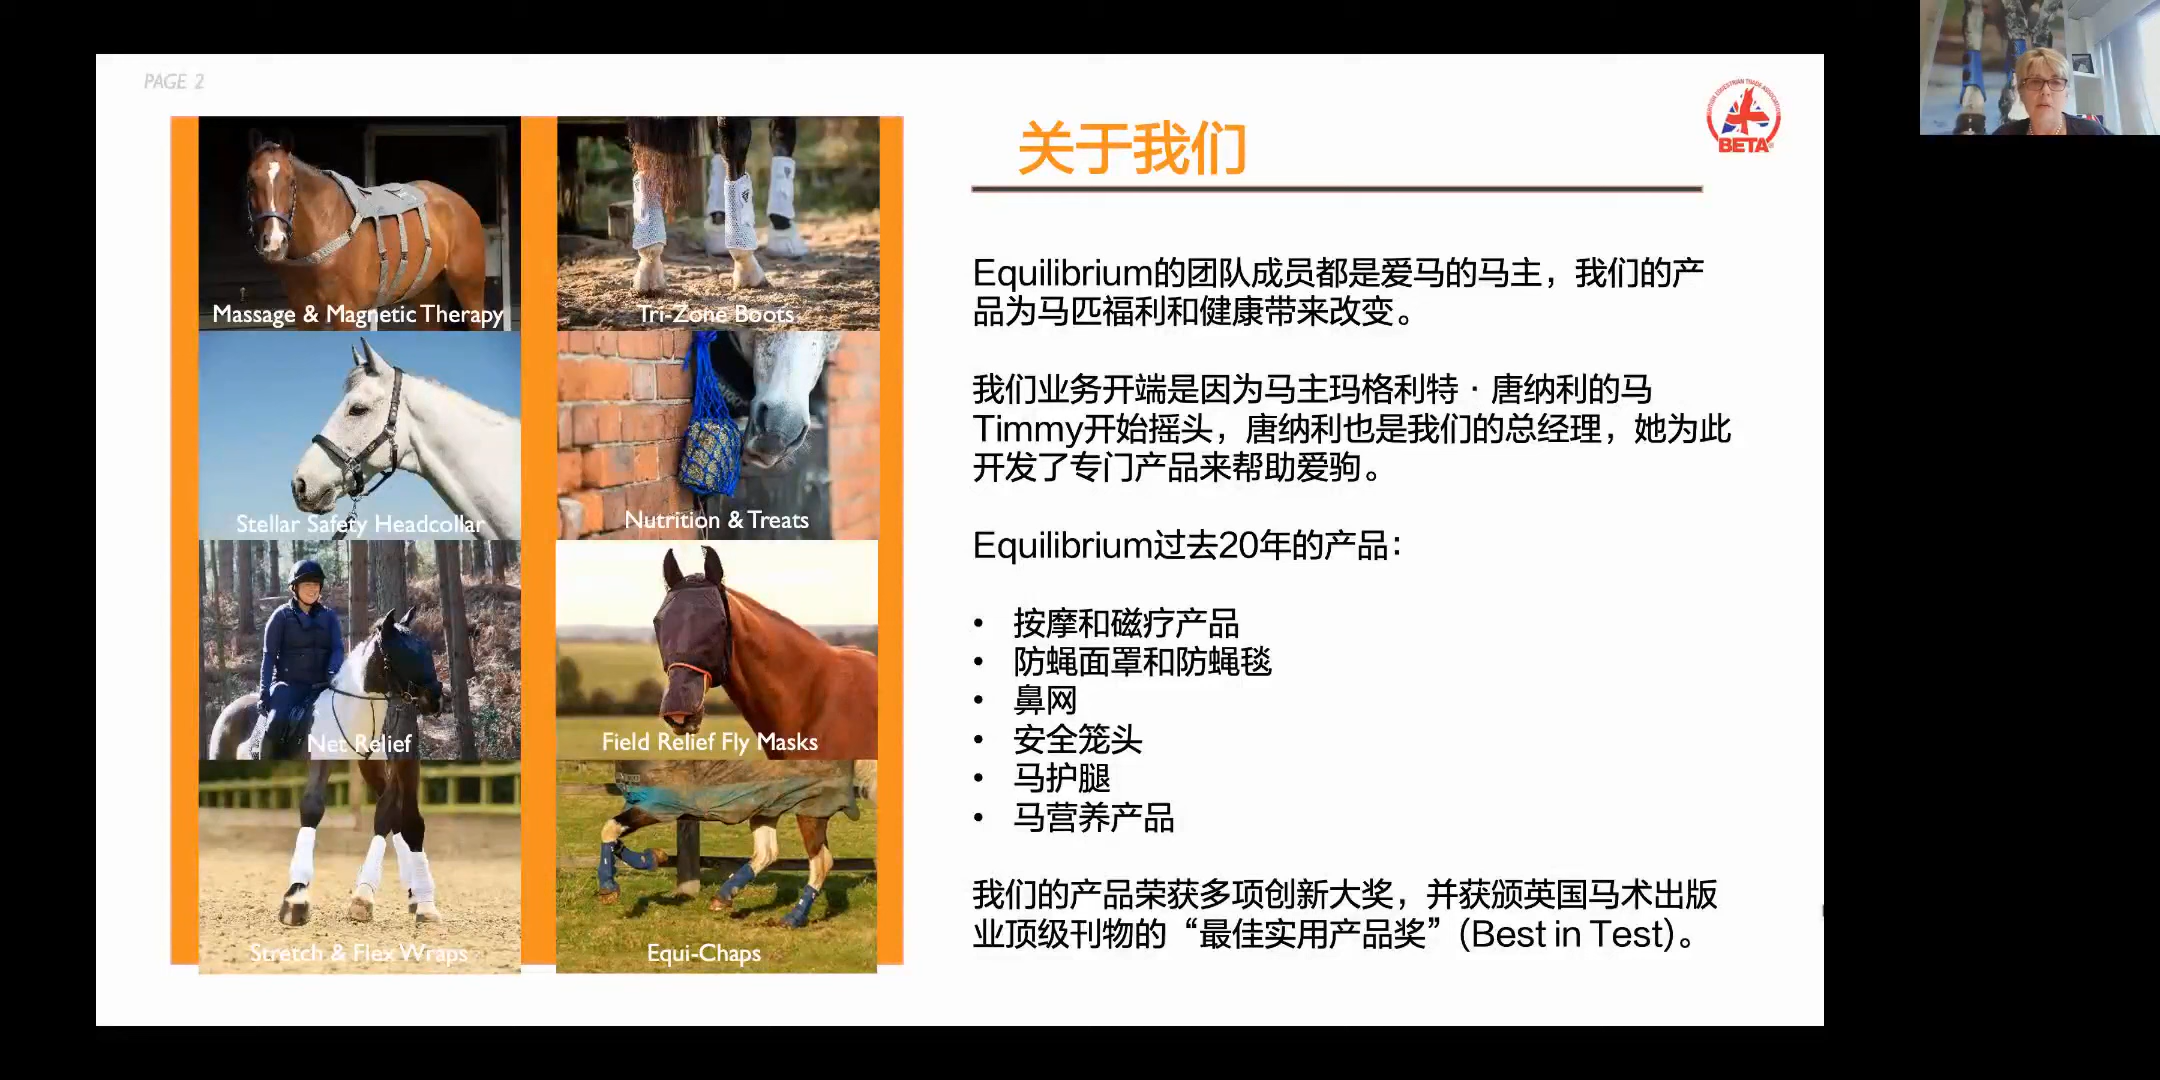 PAGE 2
Massage & Magnetic Therapy
Tri-Zone Boots
Stellar Safety Headcollar
Nutrition & Treats
Net Relief
Field Relief Fly Masks
Stretch & Flex Wraps
Equi-Chaps
关于我们
BRITISH EQUESTRIAN TRADE ASSOCIATION
BETA
Equilibrium的团队成员都是爱马的马主，我们的产
品为马匹福利和健康带来改变。
我们业务开端是因为马主玛格利特·唐纳利的马
Timmy开始摇头，唐纳利也是我们的总经理，她为此
开发了专门产品来帮助爱驹。
Equilibrium过去20年的产品：
• 按摩和磁疗产品
• 防蝇面罩和防蝇毯
• 鼻网
• 安全笼头
• 马护腿
• 马营养产品
我们的产品荣获多项创新大奖，并获颁英国马术出版
业顶级刊物的“最佳实用产品奖”（Best in Test）。